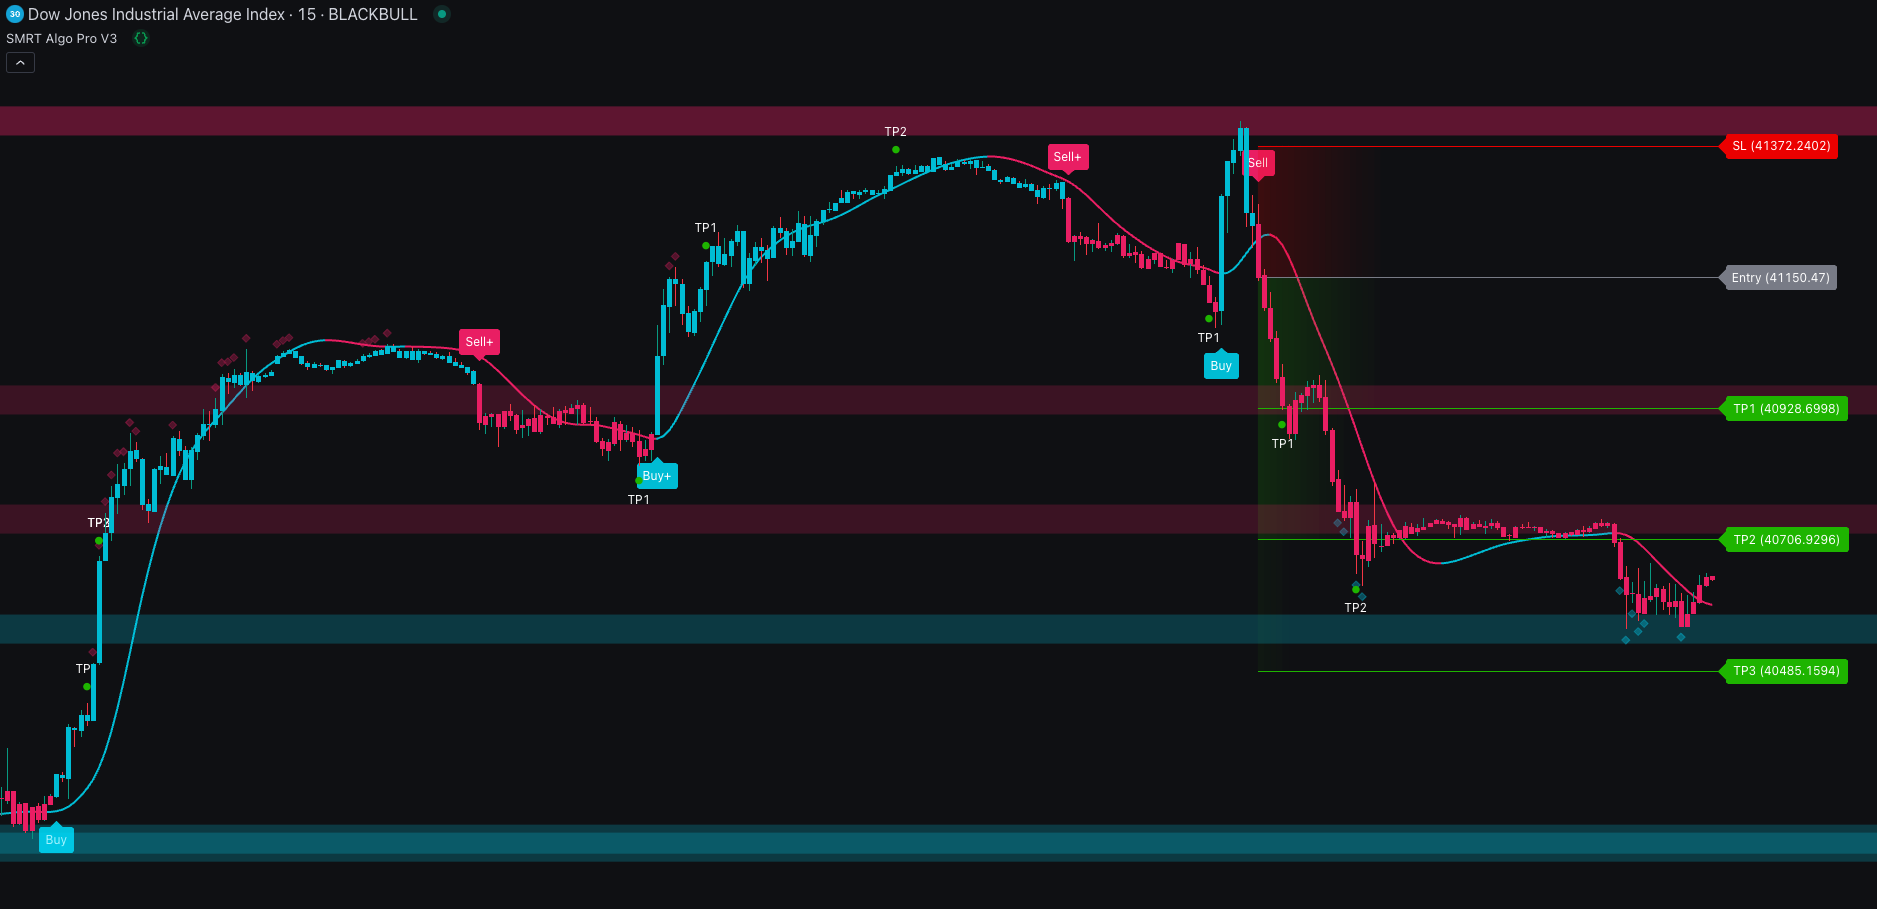 30 Dow Jones Industrial Average Index · 15 · BLACKBULL
SMRT Algo Pro V3 {}
TP2
Sell+
SL (41372.2402)
Sell
TP1
Entry (41150.47)
TP1
Sell+
Buy
TP1 (40928.6998)
TP1
Buy+
TP1
TP2 (40706.9296)
TP2
TP
TP3 (40485.1594)
Buy